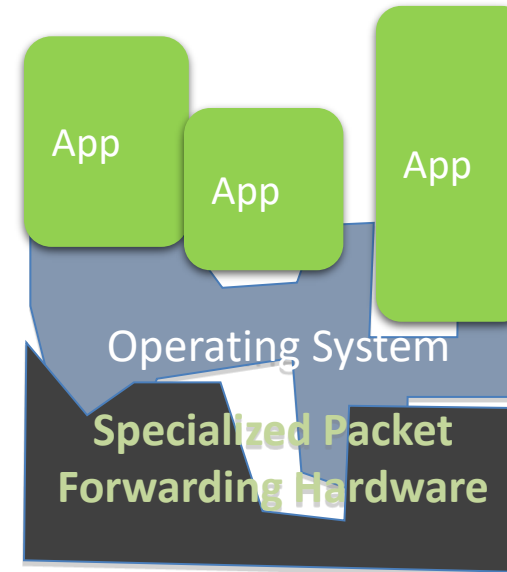 App
App
App
Operating System
Specialized Packet
Forwarding Hardware